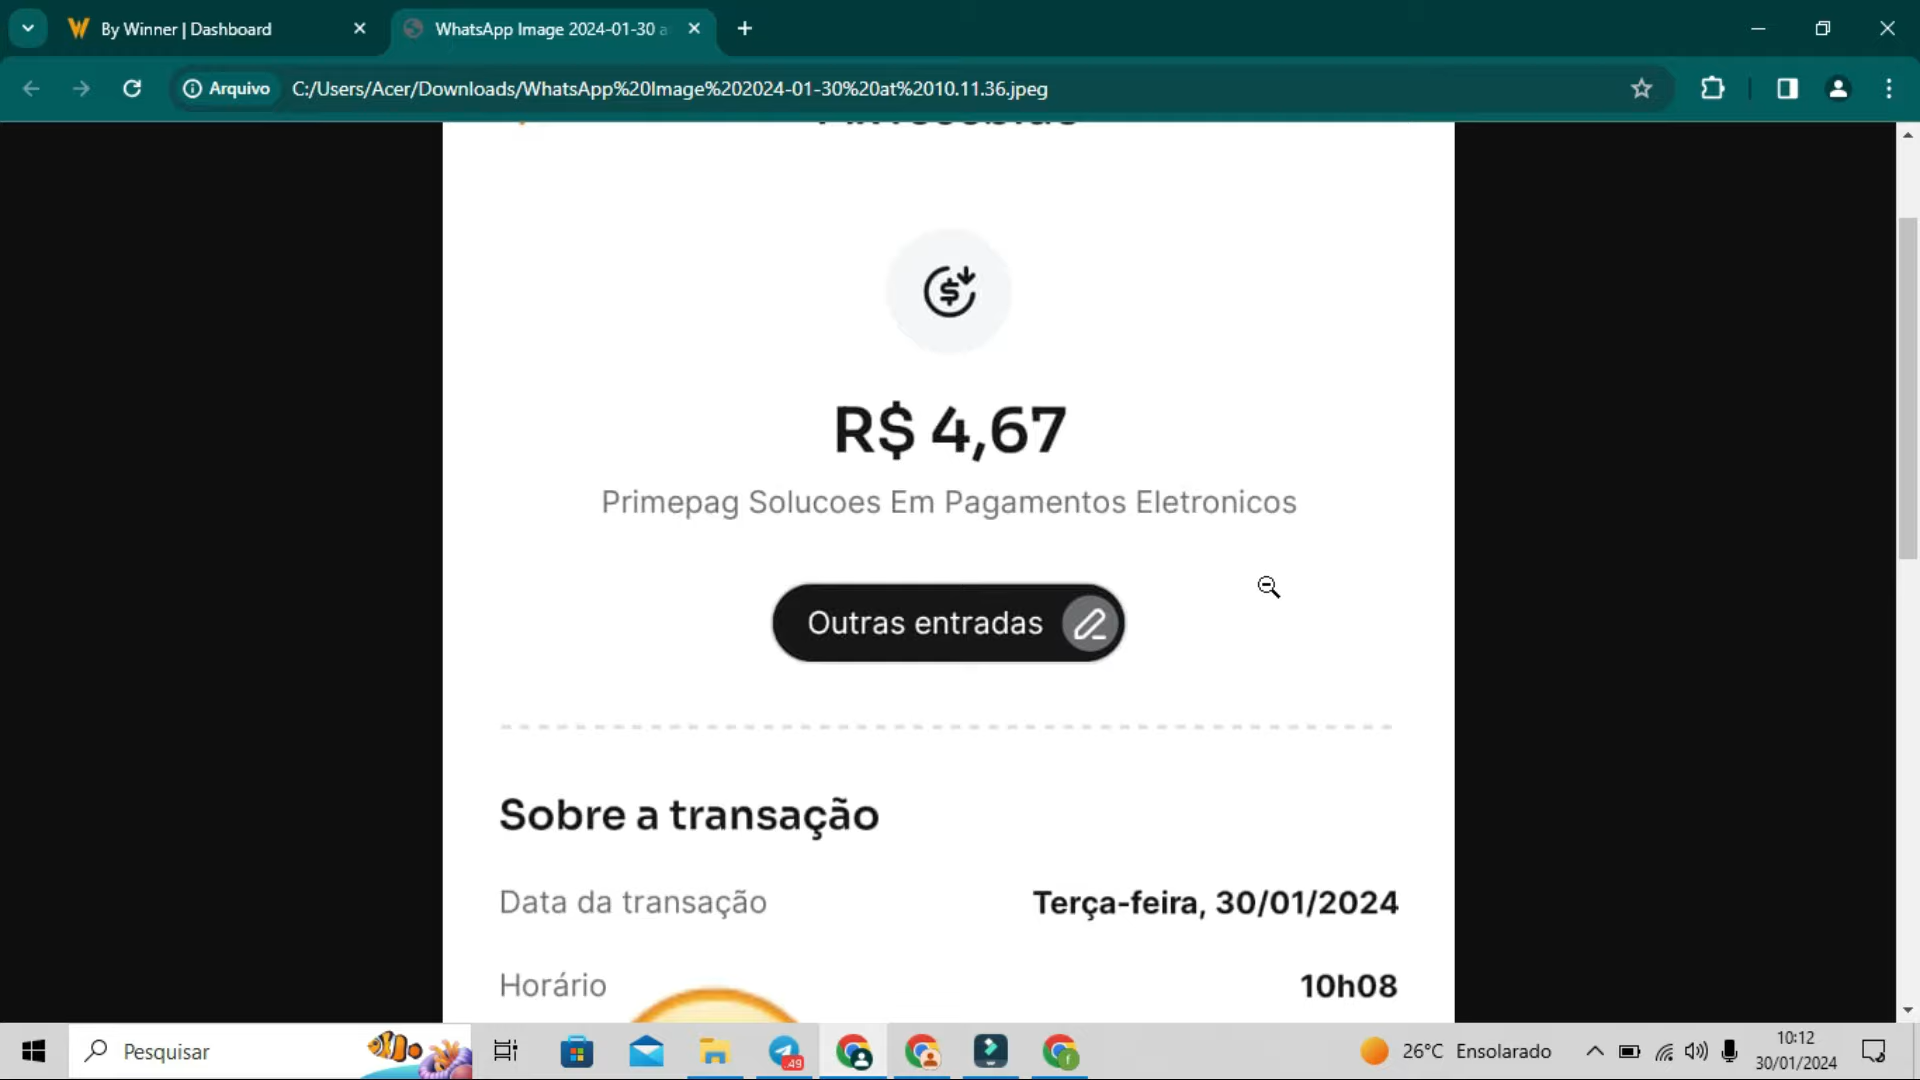 By Winner | Dashboard
WhatsApp Image 2024-01-30 a
Arquivo
C:/Users/Acer/Downloads/WhatsApp%20Image%202024-01-30%20at%2010.11.36.jpeg
R$ 4,67
Primepag Solucoes Em Pagamentos Eletronicos
Outras entradas
Sobre a transação
Data da transação
Terça-feira, 30/01/2024
Horário
10h08
Pesquisar
49
26°C Ensolarado
10:12
30/01/2024